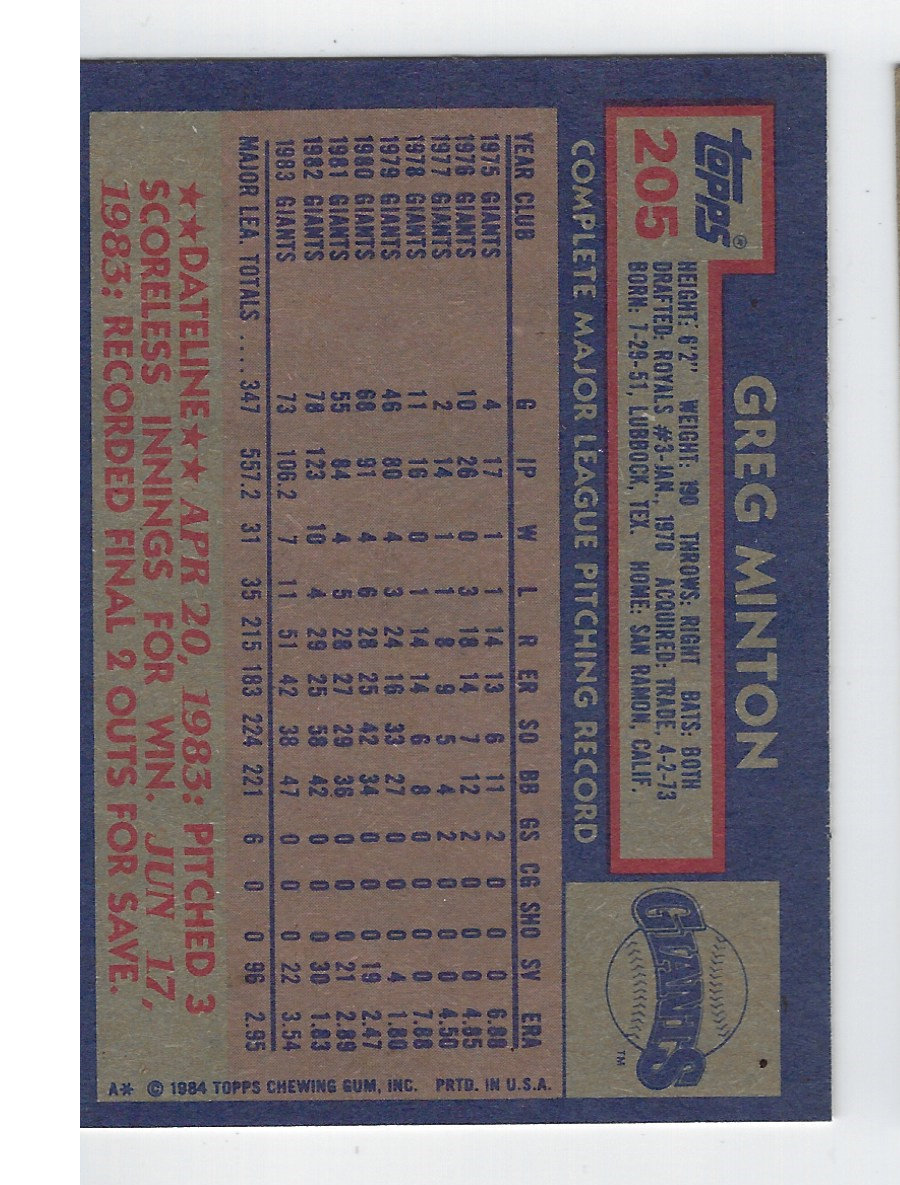 Topps®
205
GREG MINTON
HEIGHT: 6'2" WEIGHT: 190 THROWS: RIGHT BATS: BOTH
DRAFTED: ROYALS #3-JAN., 1970 ACQUIRED: TRADE, 4-2-73
BORN: 7-29-51, LUBBOCK, TEX. HOME: SAN RAMON, CALIF.
GIANTS TM
COMPLETE MAJOR LEAGUE PITCHING RECORD
YEAR CLUB G IP W L R ER SO BB GS CG SHO SV ERA
1975 GIANTS 4 17 1 1 14 13 6 11 2 0 0 0 6.88
1976 GIANTS 10 26 0 3 18 14 7 12 2 0 0 0 4.85
1977 GIANTS 2 14 1 1 5 4 2 0 0 0 4.50
1978 GIANTS 11 16 0 1 14 14 6 8 0 0 0 0 7.88
1979 GIANTS 46 80 4 3 24 16 33 27 0 0 0 4 1.80
1980 GIANTS 68 91 4 6 28 25 42 34 0 0 0 19 2.47
1981 GIANTS 55 84 4 5 28 27 29 36 0 0 0 21 2.89
1982 GIANTS 78 123 10 4 29 25 58 42 0 0 0 30 1.83
1983 GIANTS 73 106.2 7 11 51 42 38 47 0 0 0 22 3.54
MAJOR LEA. TOTALS .... 347 557.2 31 35 215 183 224 221 6 0 0 96 2.95
★★DATELINE★★ APR 20, 1983: PITCHED 3
SCORELESS INNINGS FOR WIN. JUN 17,
1983: RECORDED FINAL 2 OUTS FOR SAVE.
A* © 1984 TOPPS CHEWING GUM, INC. PRTD. IN U.S.A.